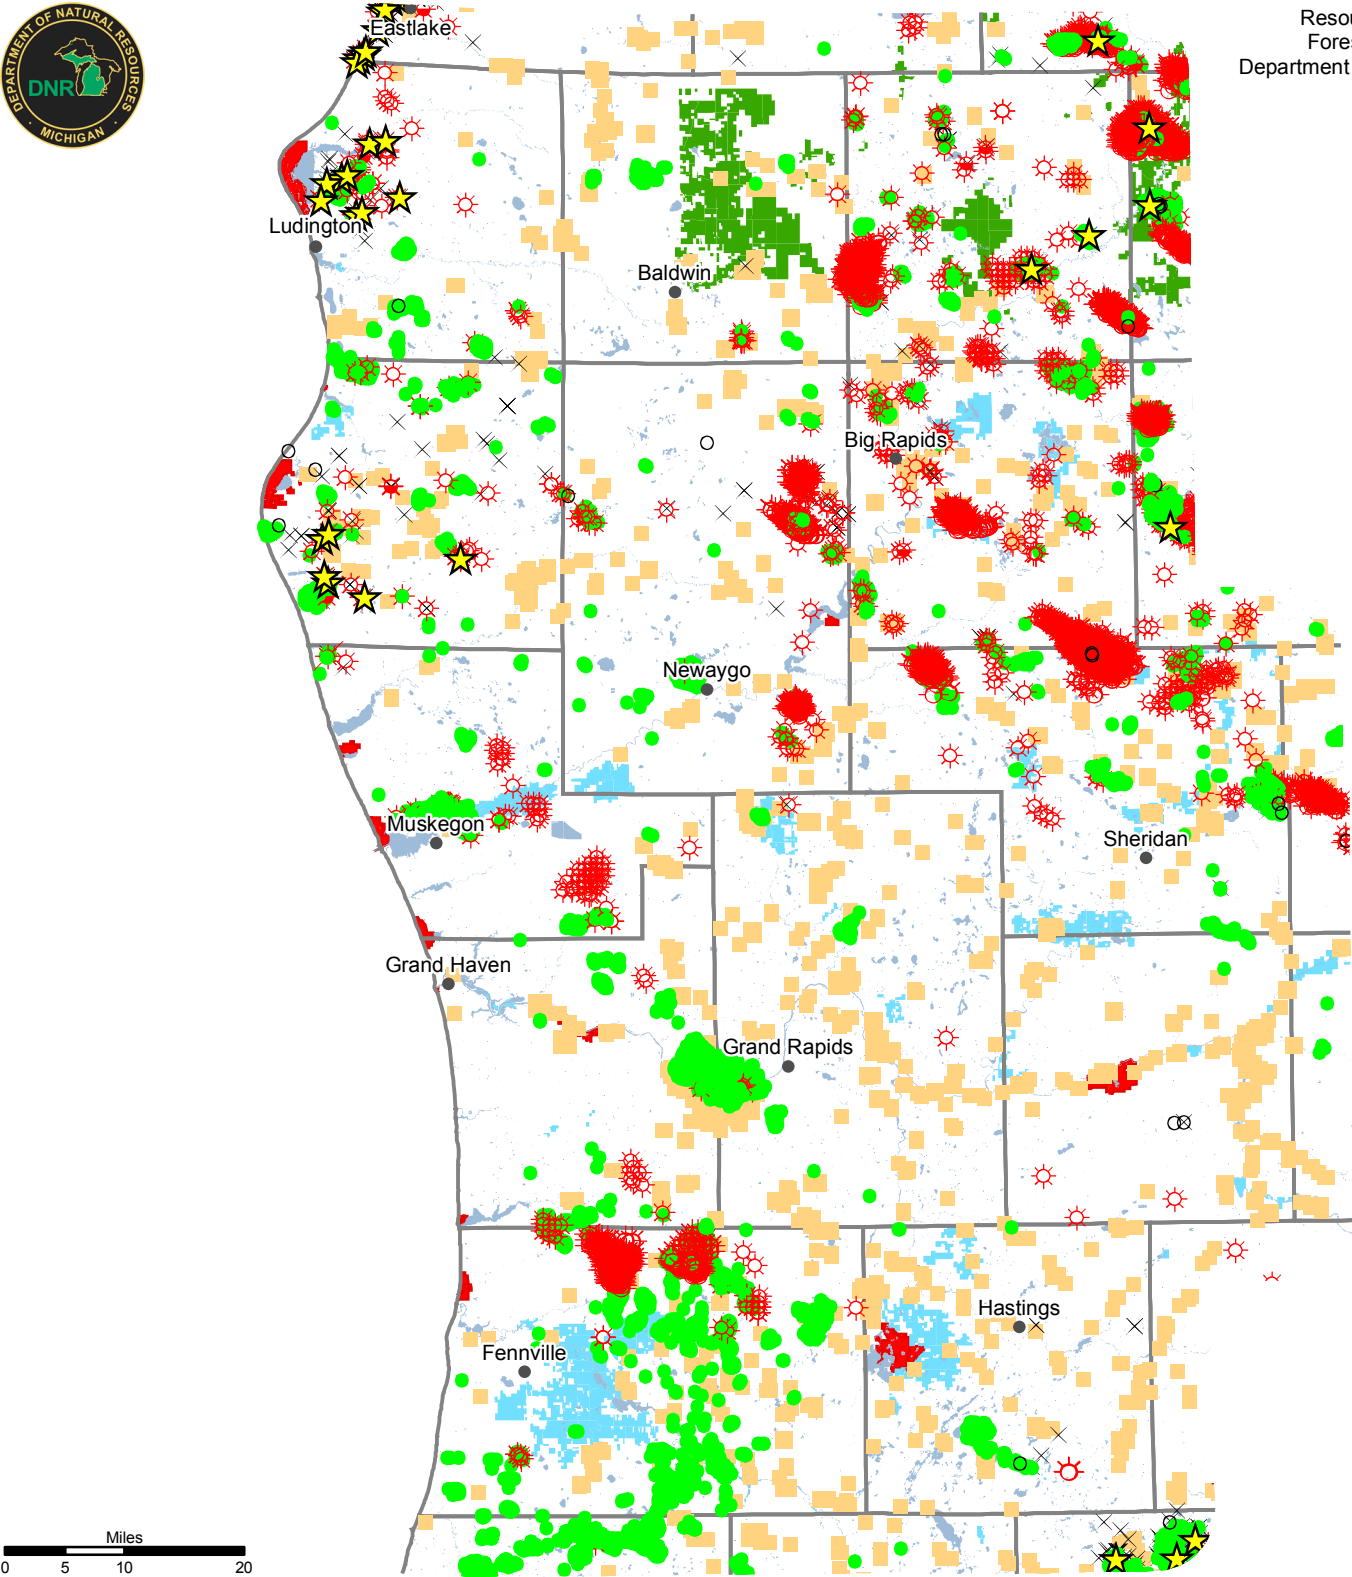 DEPARTMENT OF NATURAL RESOURCES
DNR
MICHIGAN
Resou
Fores
Department
Eastlake
Ludington
Baldwin
Big Rapids
Newaygo
Muskegon
Sheridan
Grand Haven
Grand Rapids
Hastings
Fennville
Miles
0 5 10 20